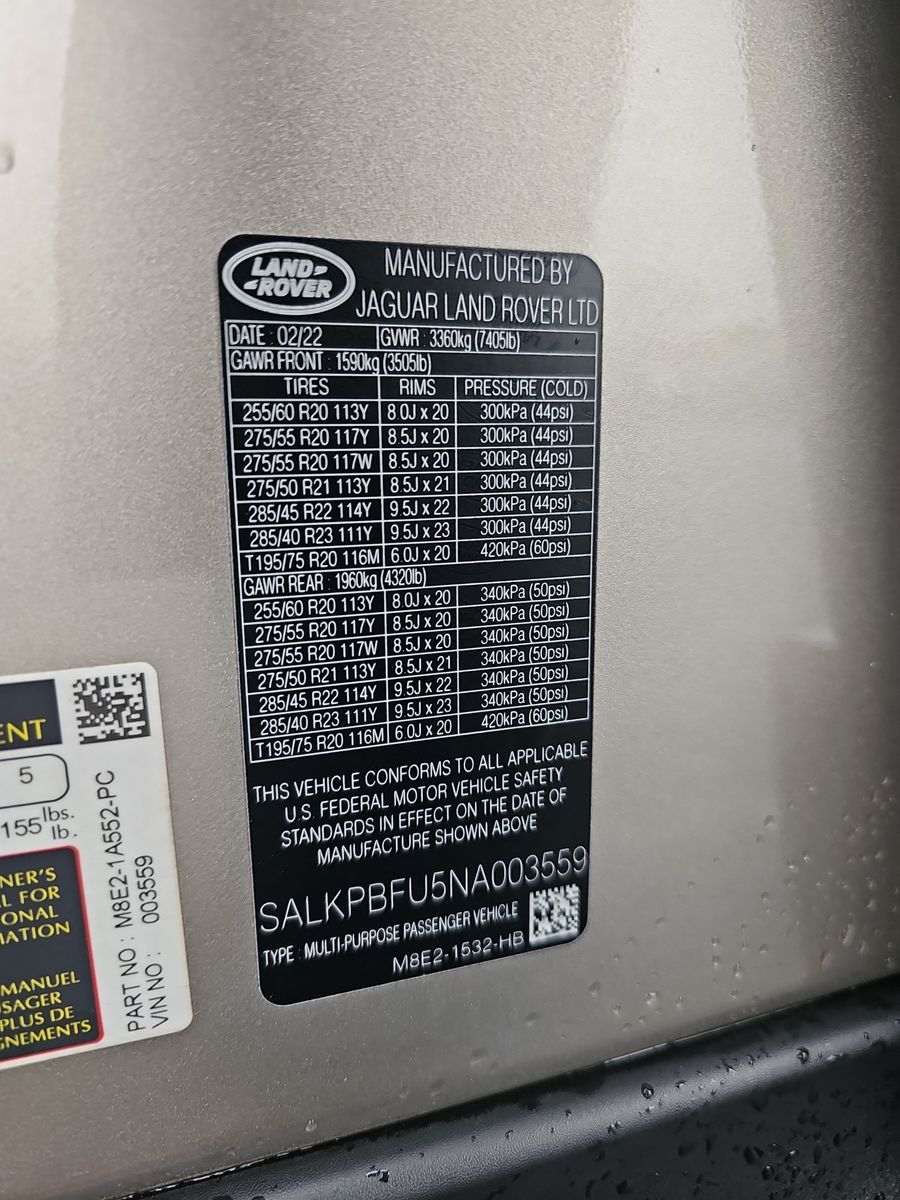 LAND ROVER
MANUFACTURED BY
JAGUAR LAND ROVER LTD
DATE : 02/22 GVWR : 3360kg (7405lb)
GAWR FRONT : 1590kg (3505lb)
TIRES RIMS PRESSURE (COLD)
255/60 R20 113Y 8.0J x 20 300kPa (44psi)
275/55 R20 117Y 8.5J x 20 300kPa (44psi)
275/55 R20 117W 8.5J x 20 300kPa (44psi)
275/50 R21 113Y 8.5J x 21 300kPa (44psi)
285/45 R22 114Y 9.5J x 22 300kPa (44psi)
285/40 R23 111Y 9.5J x 23 300kPa (44psi)
T195/75 R20 116M 6.0J x 20 420kPa (60psi)
GAWR REAR : 1960kg (4320lb)
255/60 R20 113Y 8.0J x 20 340kPa (50psi)
275/55 R20 117Y 8.5J x 20 340kPa (50psi)
275/55 R20 117W 8.5J x 20 340kPa (50psi)
275/50 R21 113Y 8.5J x 21 340kPa (50psi)
285/45 R22 114Y 9.5J x 22 340kPa (50psi)
285/40 R23 111Y 9.5J x 23 340kPa (50psi)
T195/75 R20 116M 6.0J x 20 420kPa (60psi)
THIS VEHICLE CONFORMS TO ALL APPLICABLE
U.S. FEDERAL MOTOR VEHICLE SAFETY
STANDARDS IN EFFECT ON THE DATE OF
MANUFACTURE SHOWN ABOVE
SALKPBFU5NA003559
TYPE : MULTI-PURPOSE PASSENGER VEHICLE
M8E2-1532-HB
ENT
5
155 lbs.
lb.
NER'S
L FOR
IONAL
MATION
MANUEL
USAGER
PLUS DE
GNEMENTS
PART NO : M8E2-1A552-PC
VIN NO : 003559